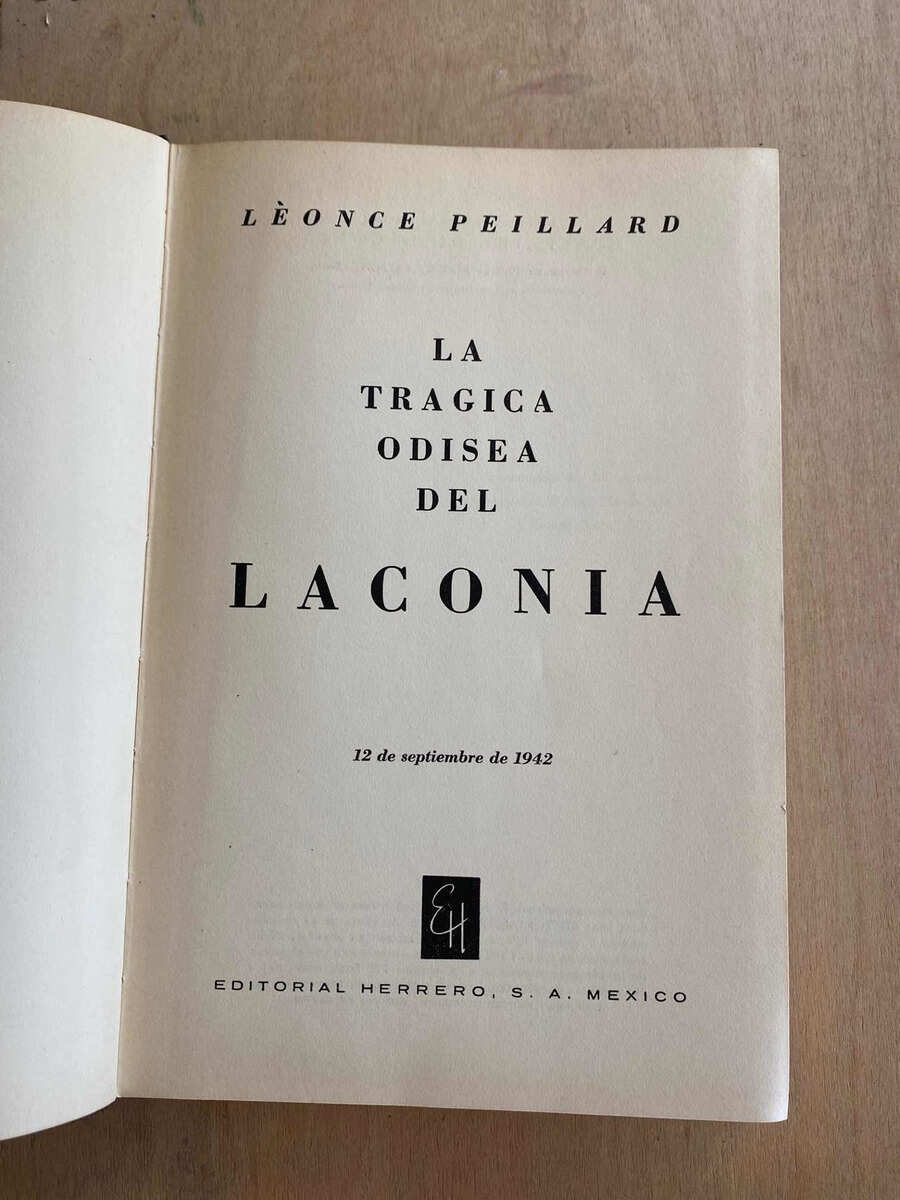 LÈONCE PEILLARD
LA
TRAGICA
ODISEA
DEL
LACONIA
12 de septiembre de 1942
EH
EDITORIAL HERRERO, S. A. MEXICO